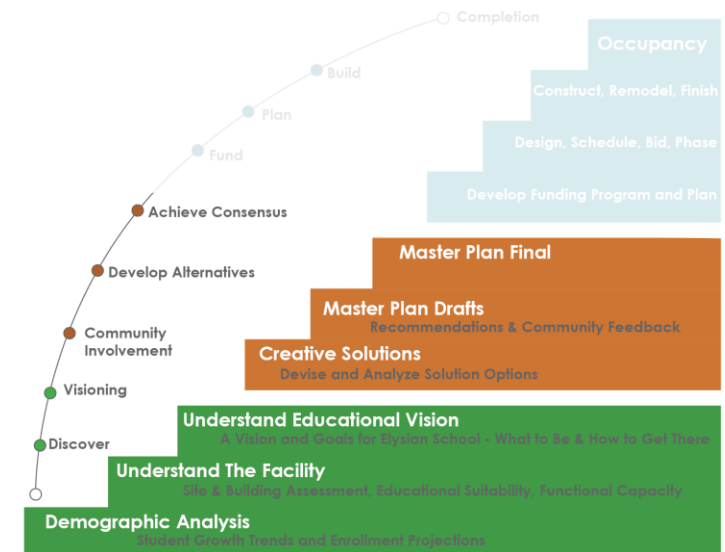 Completion
Occupancy
Build
Construct, Remodel, Finish
Plan
Design, Schedule, Bid, Phase
Fund
Develop Funding Program and Plan
Achieve Consensus
Master Plan Final
Develop Alternatives
Master Plan Drafts
Recommendations & Community Feedback
Community
Involvement
Creative Solutions
Devise and Analyze Solution Options
Visioning
Understand Educational Vision
A Vision and Goals for Elysian School - What to Be & How to Get There
Discover
Understand The Facility
Site & Building Assessment, Educational Suitability, Functional Capacity
Demographic Analysis
Student Growth Trends and Enrollment Projections